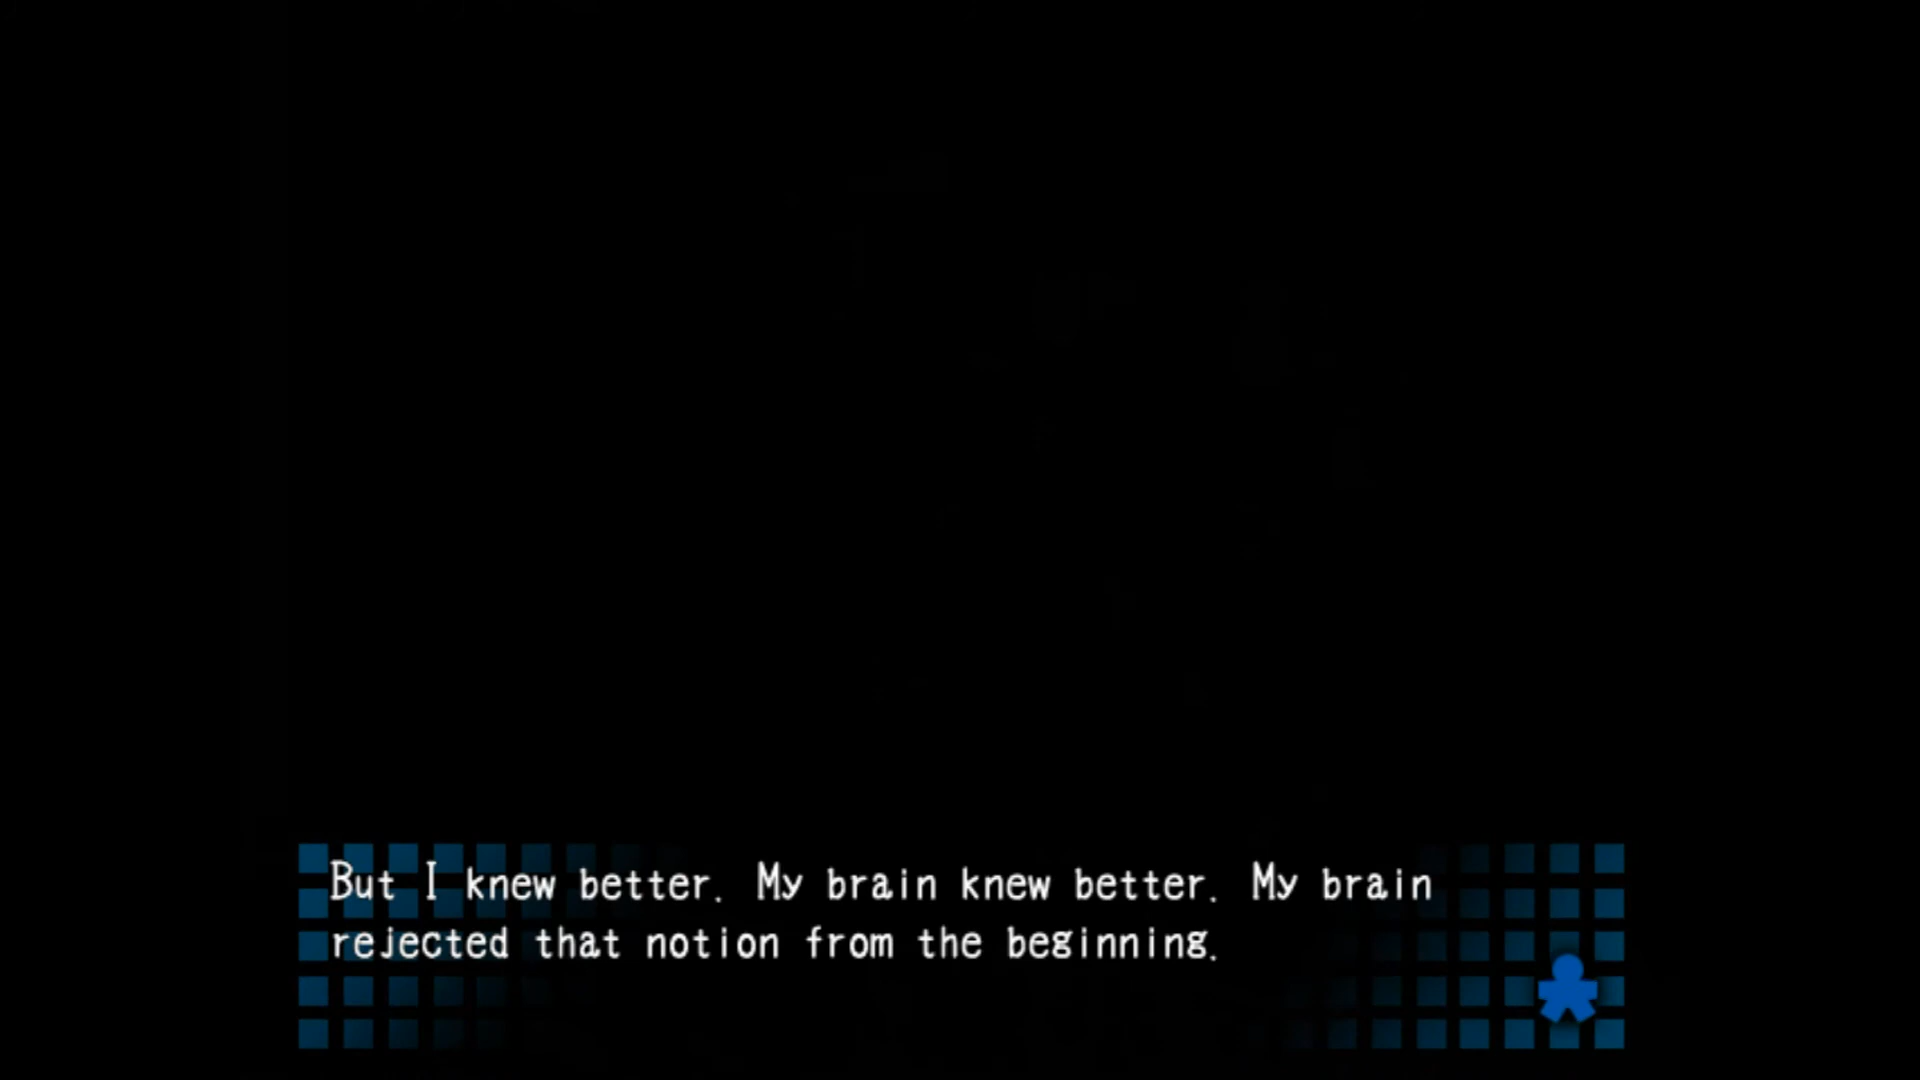 But I knew better. My brain knew better. My brain
rejected that notion from the beginning.